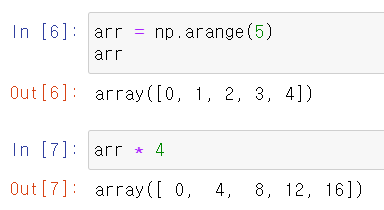 In [6]: arr = np.arange(5)
arr
Out[6]: array([0, 1, 2, 3, 4])
In [7]: arr * 4
Out[7]: array([ 0,  4,  8, 12, 16])